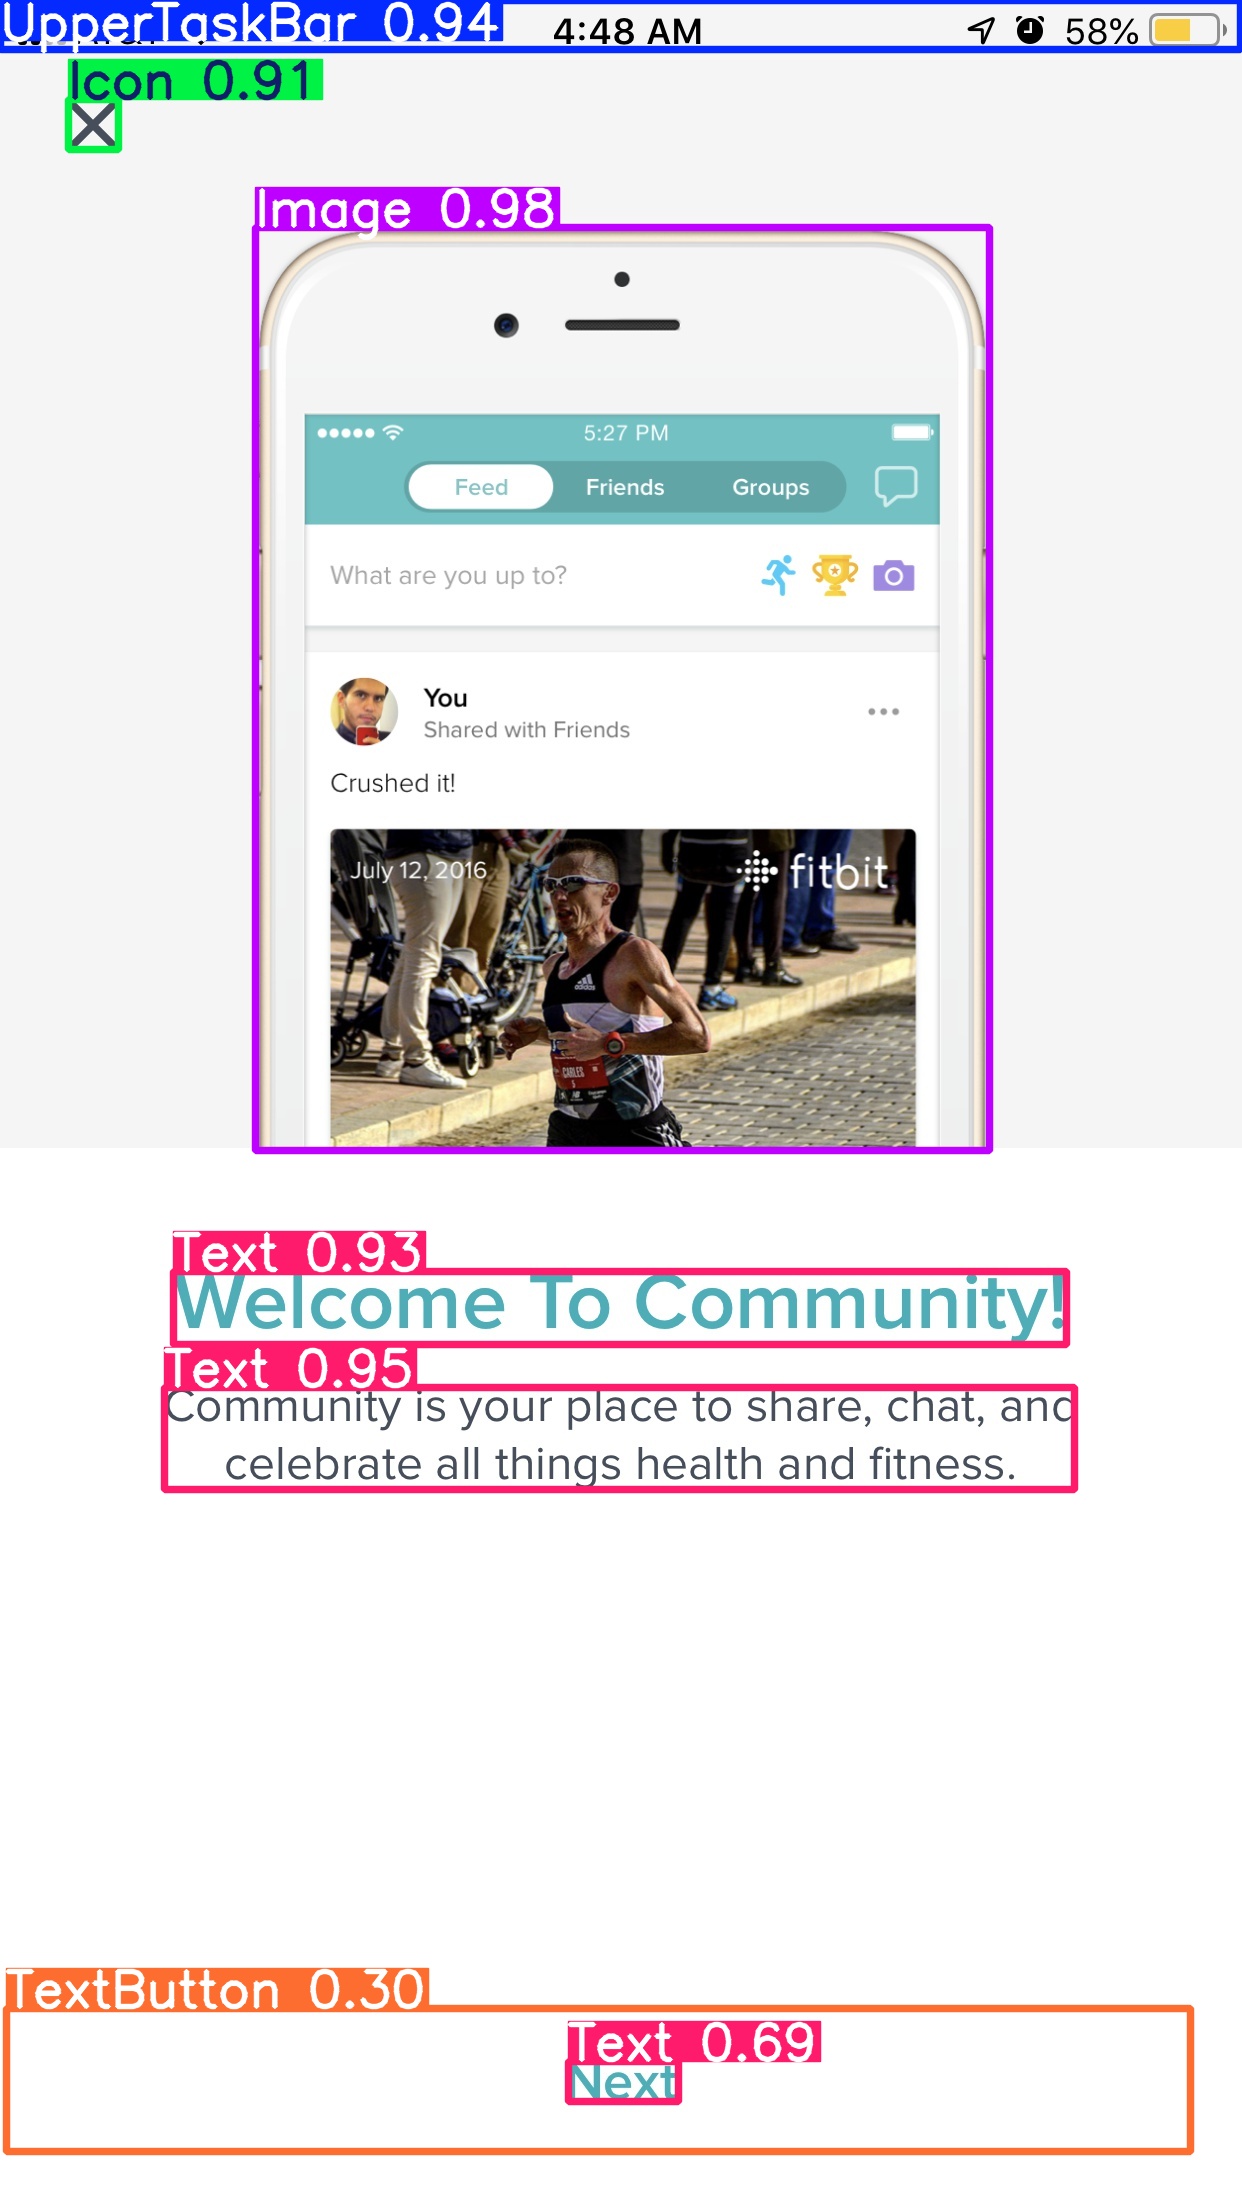 UpperTaskBar 0.94
4:48 AM
58%
Icon 0.91
Image 0.98
5:27 PM
Feed
Friends
Groups
What are you up to?
You
Shared with Friends
Crushed it!
July 12, 2016
fitbit
adidas
CARLES
Text 0.93
Welcome To Community!
Text 0.95
Community is your place to share, chat, and
celebrate all things health and fitness.
TextButton 0.30
Text 0.69
Next